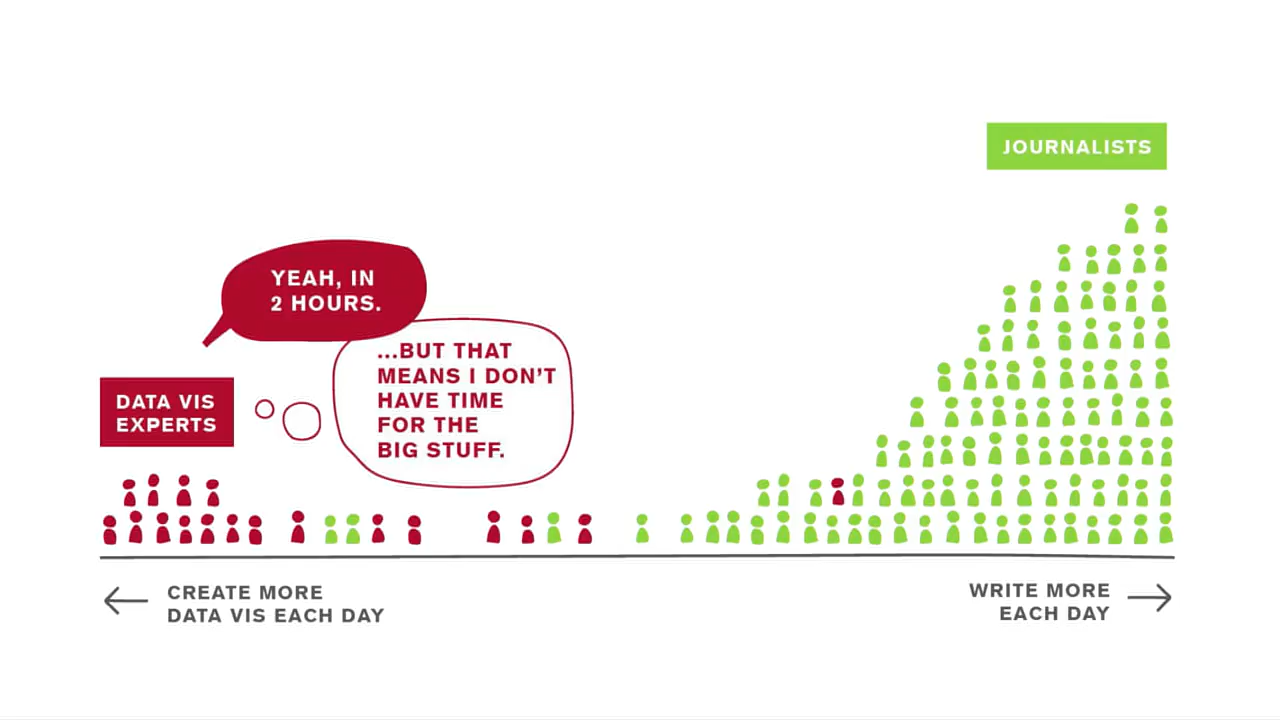 JOURNALISTS
YEAH, IN
2 HOURS.
...BUT THAT
MEANS I DON'T
HAVE TIME
FOR THE
BIG STUFF.
DATA VIS
EXPERTS
CREATE MORE
DATA VIS EACH DAY
WRITE MORE
EACH DAY